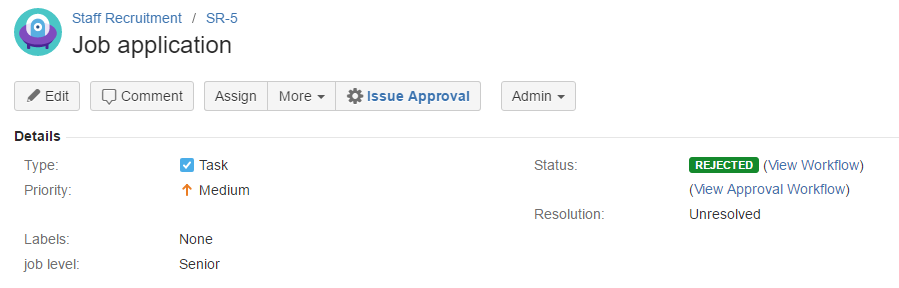 Staff Recruitment / SR-5
Job application
Edit Comment Assign More Issue Approval Admin
Details
Type: Task Status: REJECTED (View Workflow)
Priority: Medium (View Approval Workflow)
Resolution: Unresolved
Labels: None
job level: Senior